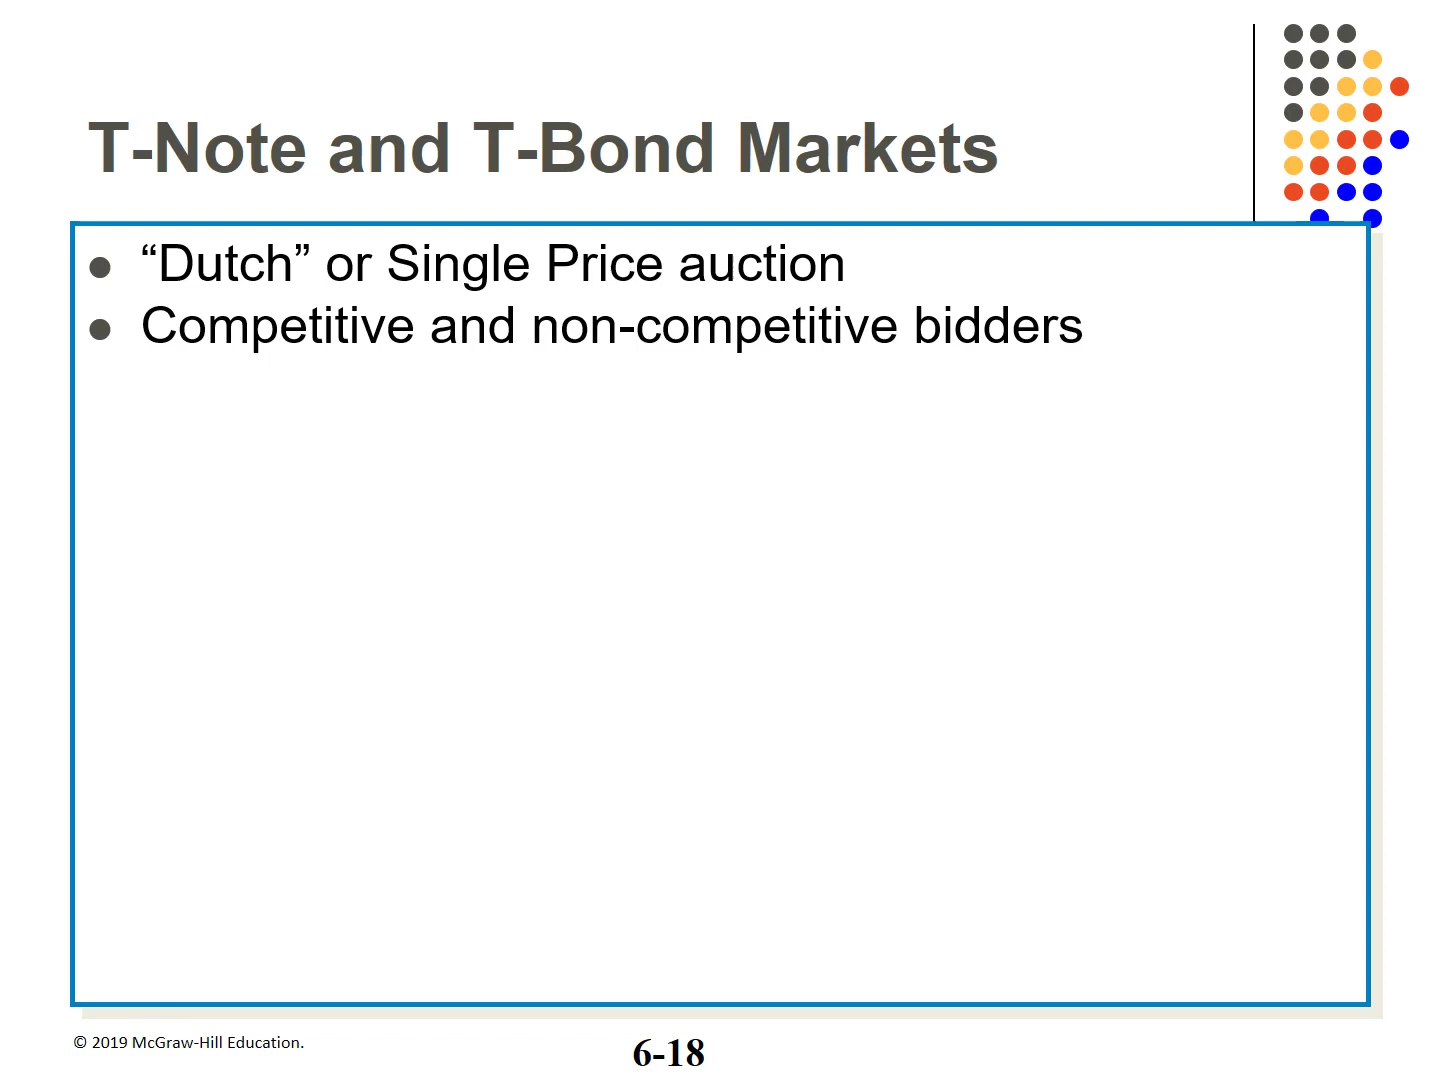 T-Note and T-Bond Markets
“Dutch” or Single Price auction
Competitive and non-competitive bidders
© 2019 McGraw-Hill Education.
6-18